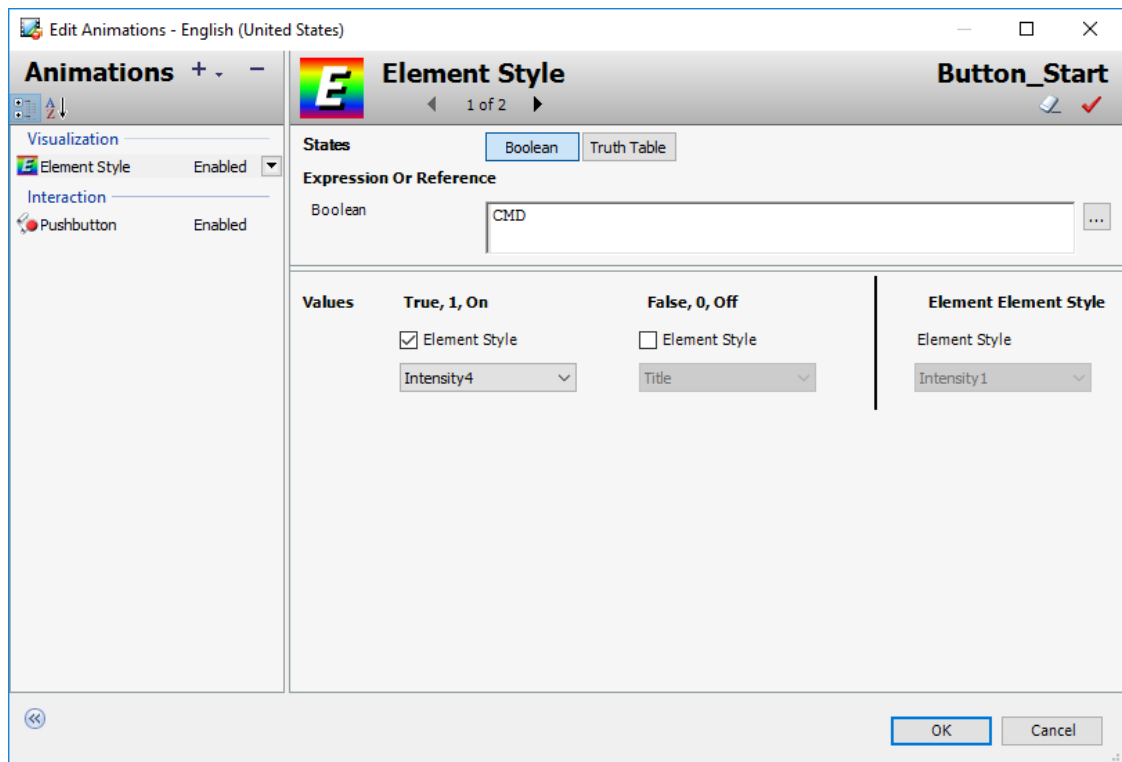 Edit Animations - English (United States)
Animations
Element Style
Button_Start
1 of 2
Visualization
Element Style Enabled
Interaction
Pushbutton Enabled
States Boolean Truth Table
Expression Or Reference
Boolean CMD ...
Values True, 1, On False, 0, Off Element Element Style
Element Style Element Style Element Style
Intensity4 Title Intensity1
OK Cancel